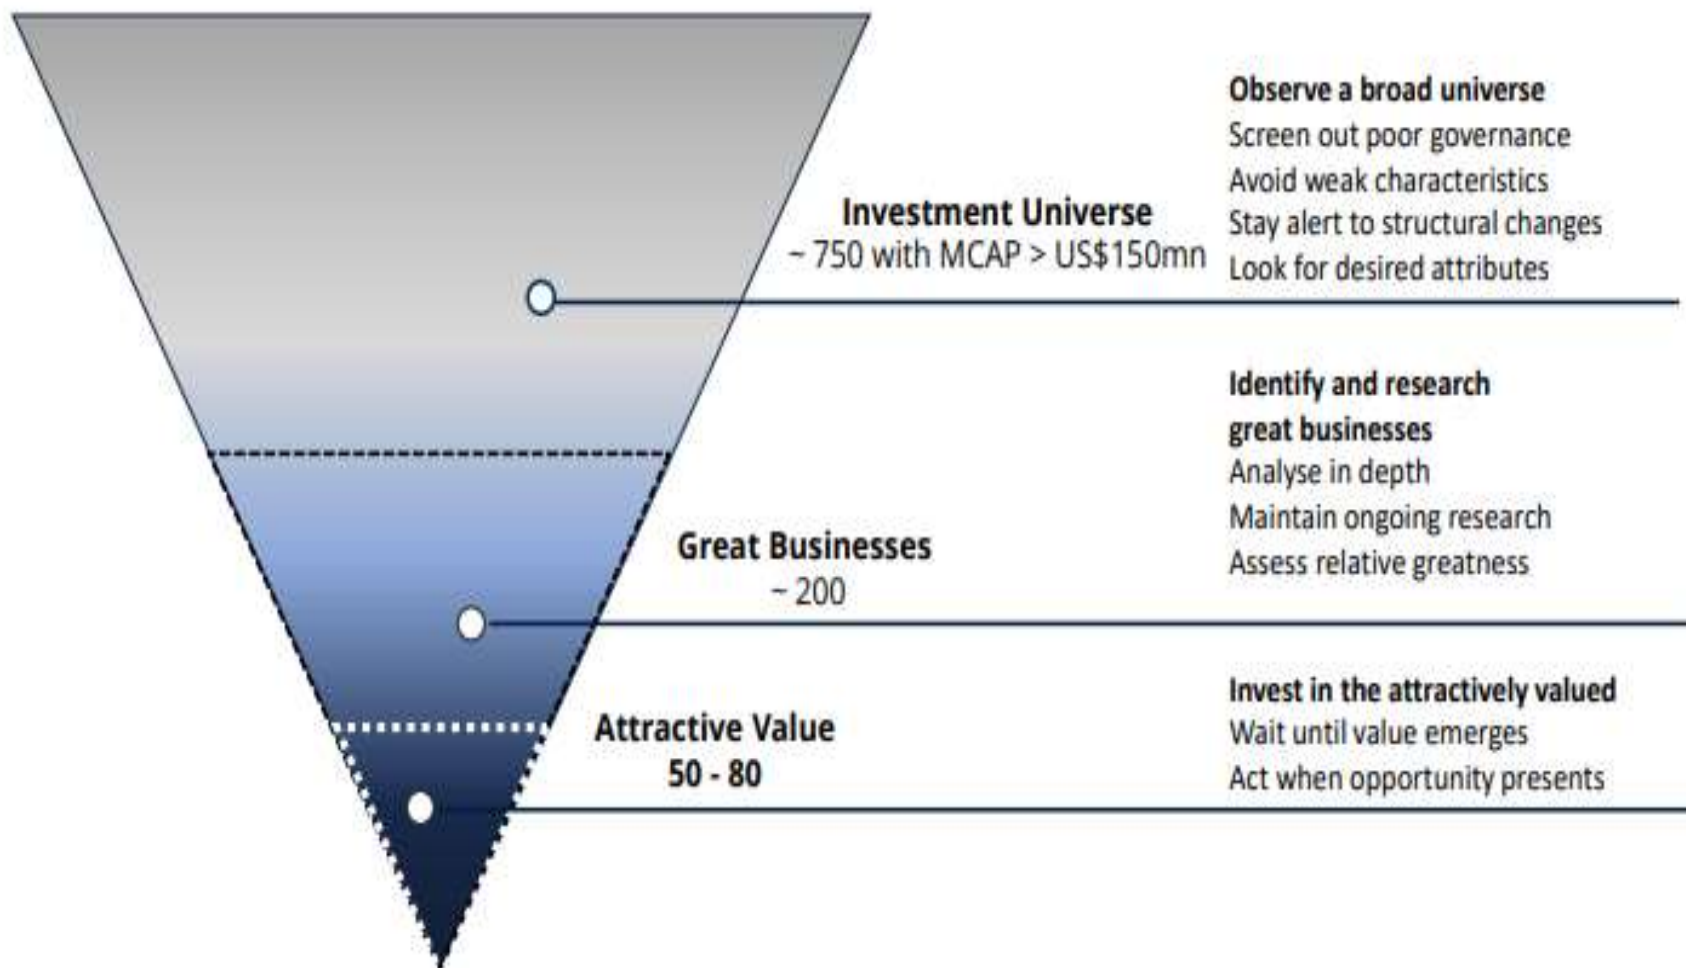 Observe a broad universe
Screen out poor governance
Avoid weak characteristics
Stay alert to structural changes
Look for desired attributes
Investment Universe
~ 750 with MCAP > US$150mn
Identify and research
great businesses
Analyse in depth
Maintain ongoing research
Assess relative greatness
Great Businesses
~ 200
Invest in the attractively valued
Wait until value emerges
Act when opportunity presents
Attractive Value
50 - 80